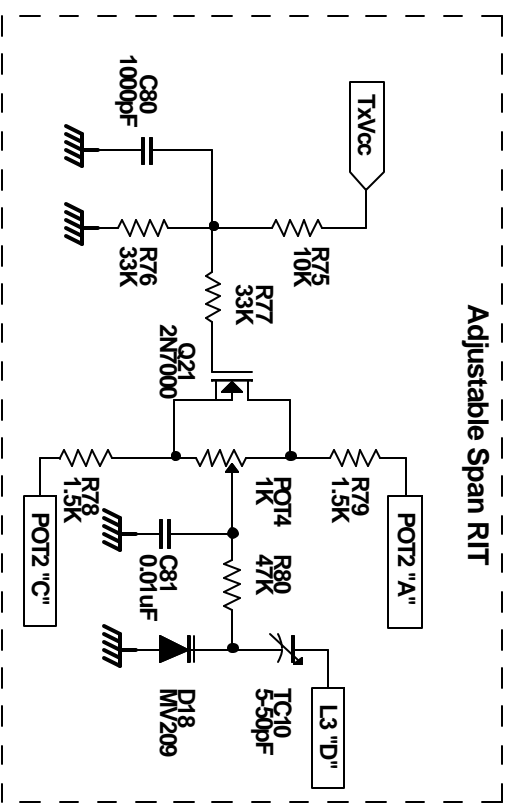 Adjustable Span RIT
TxVcc
R75
10K
C80
1000pF
R76
33K
R77
33K
Q21
2N7000
POT2 "A"
R79
1.5K
POT4
1K
R78
1.5K
POT2 "C"
C81
0.01uF
R80
47K
L3 "D"
TC10
5-50pF
D18
MV209